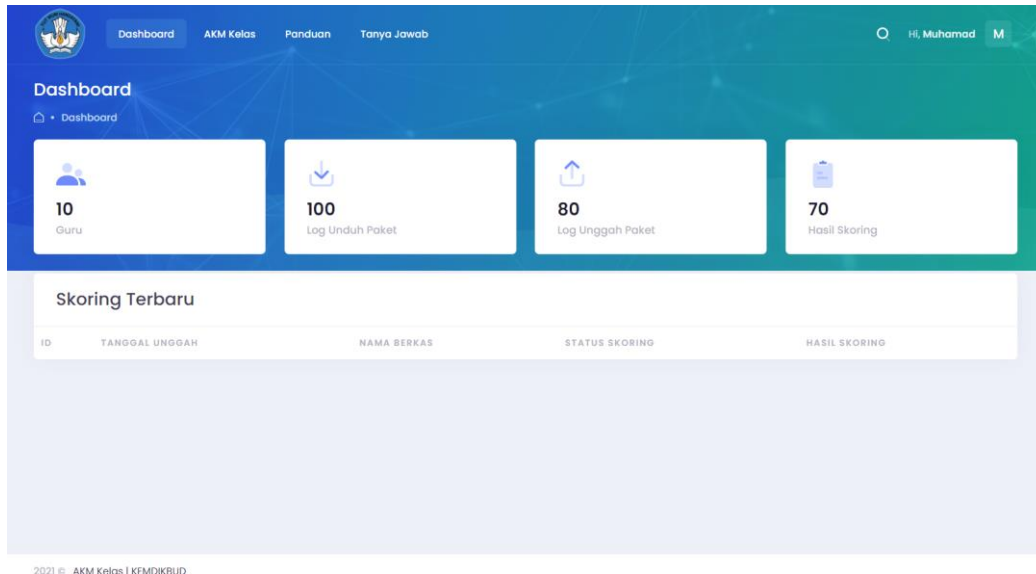 Dashboard AKM Kelas Panduan Tanya Jawab Hi, Muhamad M
Dashboard
Dashboard
10
Guru
100
Log Unduh Paket
80
Log Unggah Paket
70
Hasil Skoring
Skoring Terbaru
ID TANGGAL UNGGAH NAMA BERKAS STATUS SKORING HASIL SKORING
2021 © AKM Kelas | KEMDIKBUD